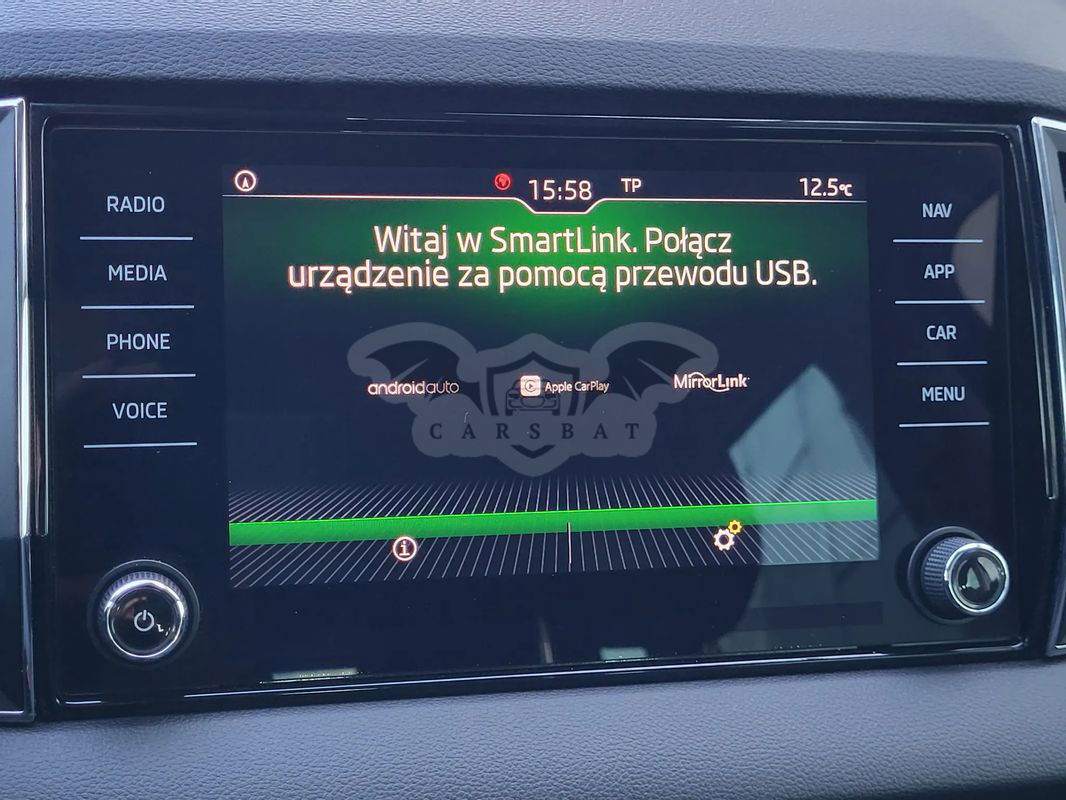 15:58 TP 12.5°C
RADIO
MEDIA
PHONE
VOICE
Witaj w SmartLink. Połącz
urządzenie za pomocą przewodu USB.
androidauto Apple CarPlay MirrorLink
CARSBAT
NAV
APP
CAR
MENU